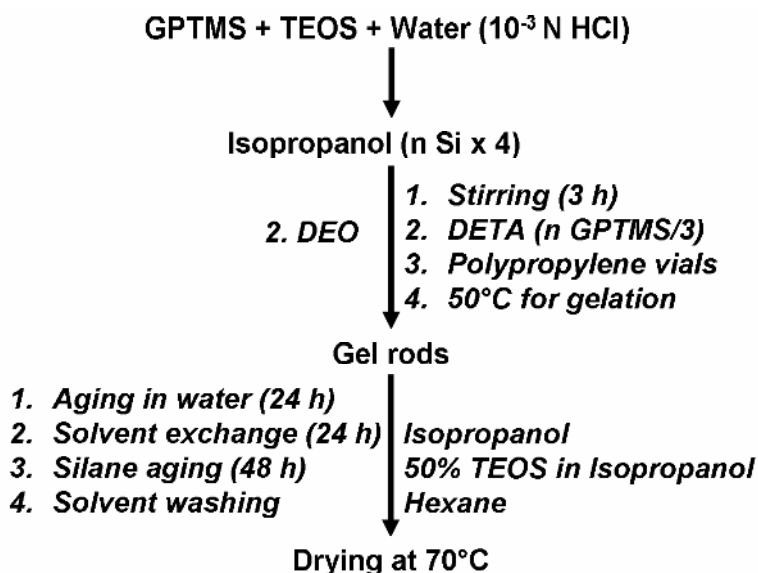 GPTMS + TEOS + Water (10⁻³ N HCl)
Isopropanol (n Si x 4)
2. DEO
1. Stirring (3 h)
2. DETA (n GPTMS/3)
3. Polypropylene vials
4. 50°C for gelation
Gel rods
1. Aging in water (24 h)
2. Solvent exchange (24 h) Isopropanol
3. Silane aging (48 h) 50% TEOS in Isopropanol
4. Solvent washing Hexane
Drying at 70°C